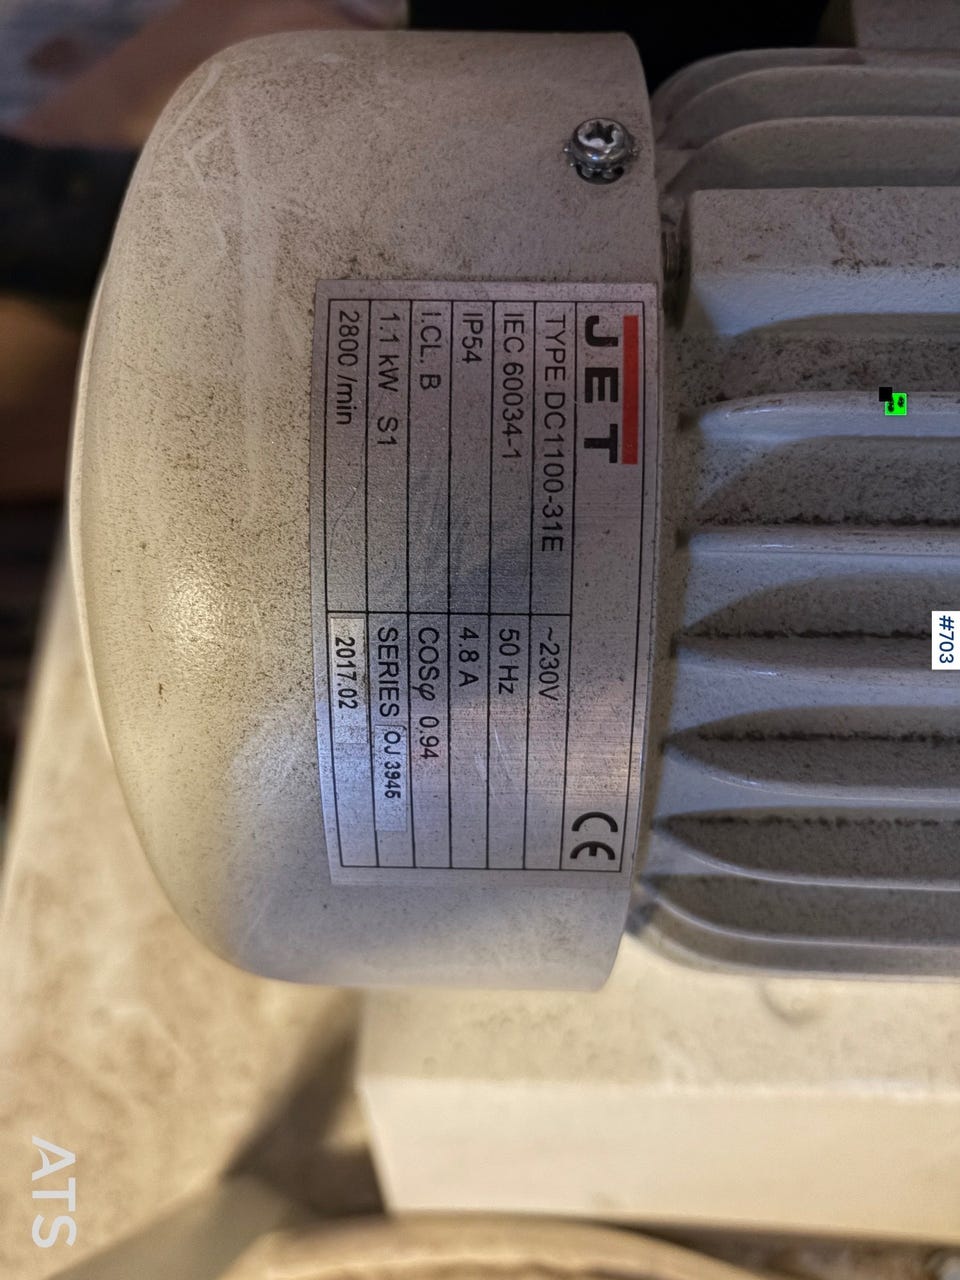 JET
TYPE DC1100-31E ~230V
IEC 60034-1 50 Hz
IP54 4.8 A
I.CL. B COSφ 0.94
1.1 kW S1 SERIES OJ 3945
2800 /min 2017.02
CE
#703
ATS